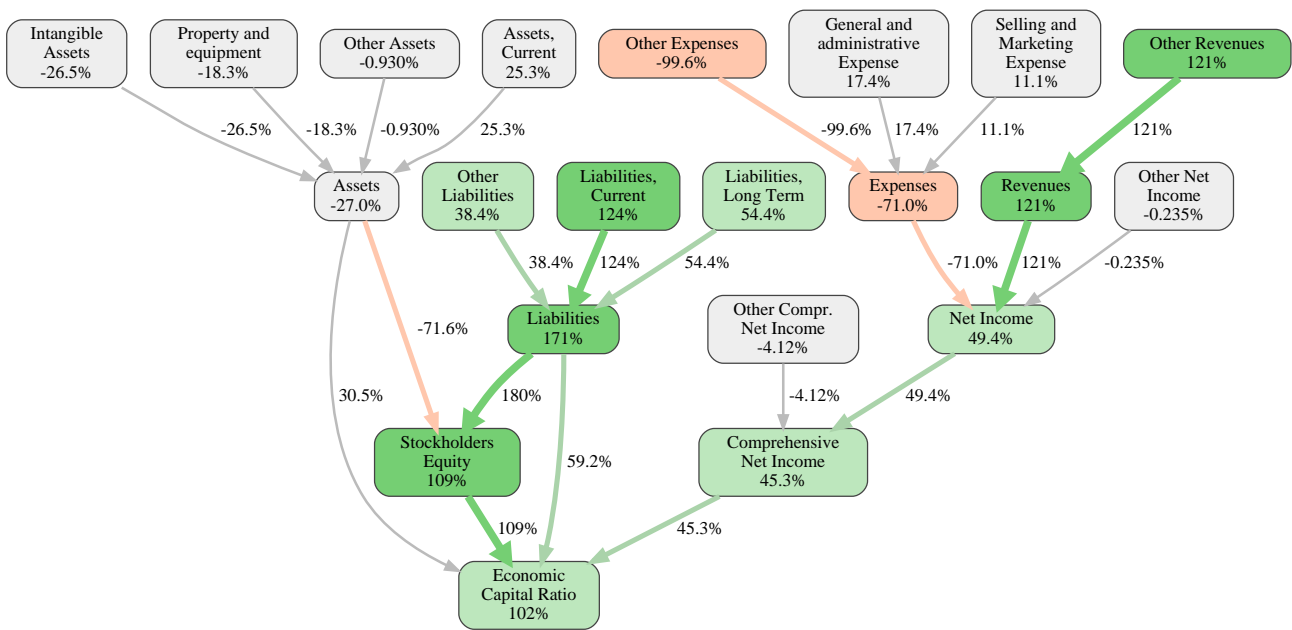 Intangible
Assets
-26.5%
Property and
equipment
-18.3%
Other Assets
-0.930%
Assets,
Current
25.3%
Other Expenses
-99.6%
General and
administrative
Expense
17.4%
Selling and
Marketing
Expense
11.1%
Other Revenues
121%
-26.5%
-18.3%
-0.930%
25.3%
-99.6%
17.4%
11.1%
121%
Assets
-27.0%
Other
Liabilities
38.4%
Liabilities,
Current
124%
Liabilities,
Long Term
54.4%
Expenses
-71.0%
Revenues
121%
Other Net
Income
-0.235%
38.4%
124%
54.4%
-71.0%
121%
-0.235%
-71.6%
Liabilities
171%
Other Compr.
Net Income
-4.12%
Net Income
49.4%
30.5%
180%
-4.12%
49.4%
Stockholders
Equity
109%
59.2%
Comprehensive
Net Income
45.3%
109%
45.3%
Economic
Capital Ratio
102%